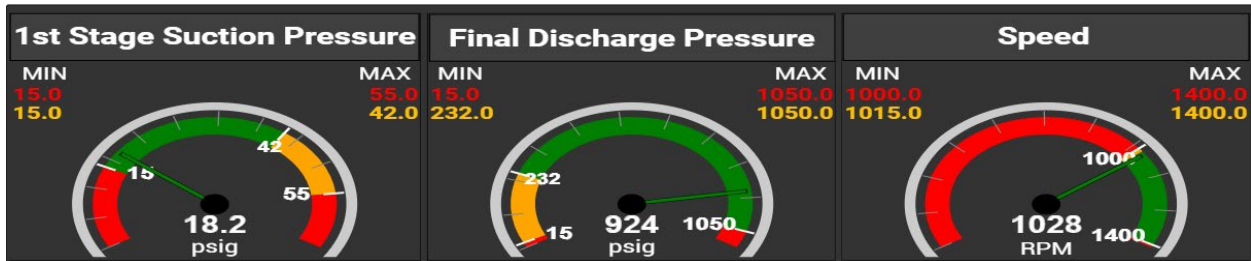 1st Stage Suction Pressure
MIN MAX
15.0 55.0
15.0 42.0
42
15
55
18.2
psig
Final Discharge Pressure
MIN MAX
15.0 1050.0
232.0 1050.0
232
15
1050
924
psig
Speed
MIN MAX
1000.0 1400.0
1015.0 1400.0
1000
1400
1028
RPM